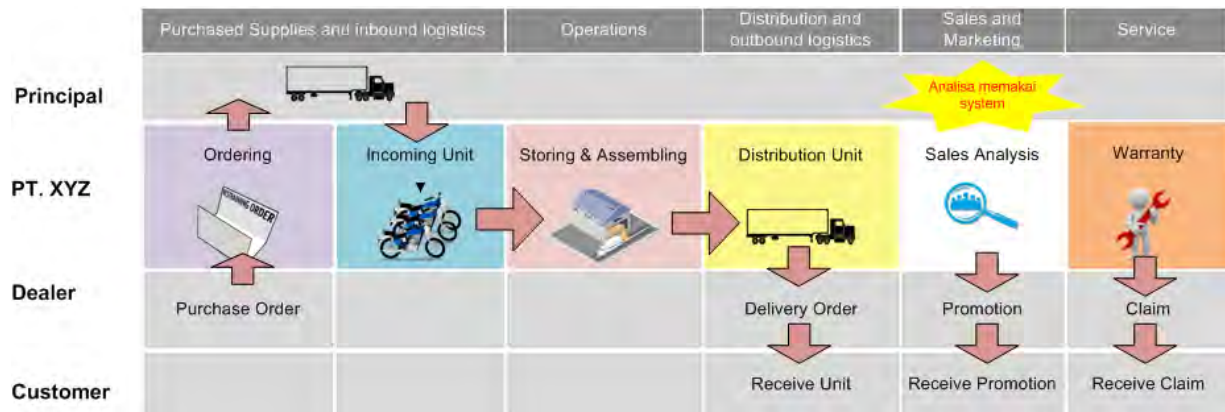 Purchased Supplies and inbound logistics
Operations
Distribution and
outbound logistics
Sales and
Marketing
Service
Principal
Analisa memakai
system
PT. XYZ
Ordering
Incoming Unit
Storing & Assembling
Distribution Unit
Sales Analysis
Warranty
ORDER
Dealer
Purchase Order
Delivery Order
Promotion
Claim
Customer
Receive Unit
Receive Promotion
Receive Claim